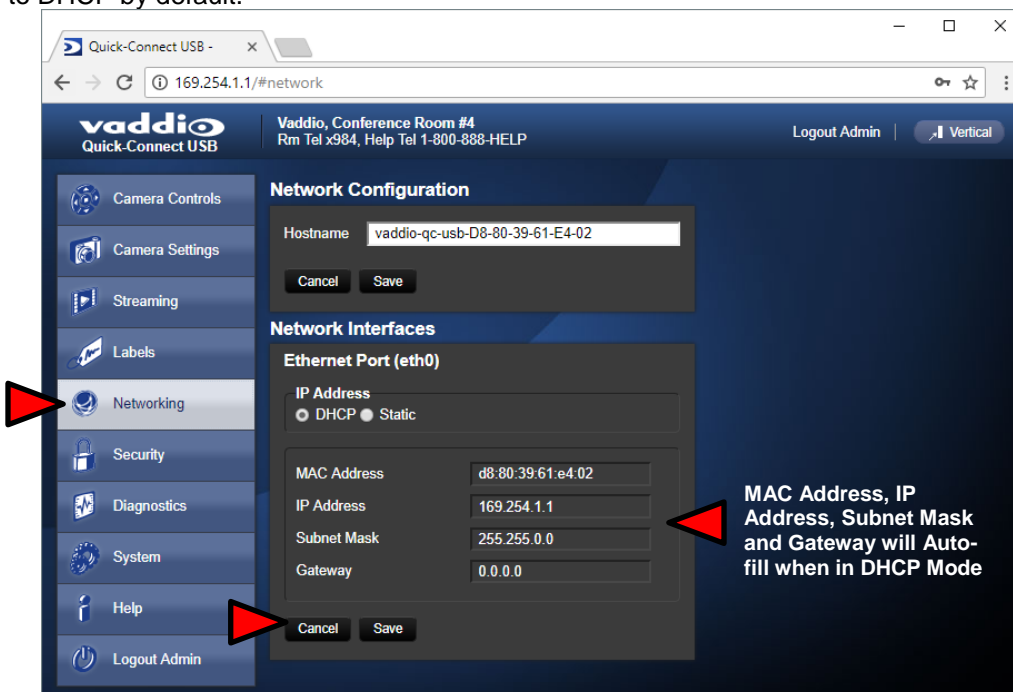 to DHCP by default.
Quick-Connect USB -
169.254.1.1/#network
vaddio
Quick-Connect USB
Vaddio, Conference Room #4
Rm Tel x984, Help Tel 1-800-888-HELP
Logout Admin
Vertical
Camera Controls
Camera Settings
Streaming
Labels
Networking
Security
Diagnostics
System
Help
Logout Admin
Network Configuration
Hostname vaddio-qc-usb-D8-80-39-61-E4-02
Cancel Save
Network Interfaces
Ethernet Port (eth0)
IP Address
DHCP Static
MAC Address d8:80:39:61:e4:02
IP Address 169.254.1.1
Subnet Mask 255.255.0.0
Gateway 0.0.0.0
Cancel Save
MAC Address, IP
Address, Subnet Mask
and Gateway will Auto-
fill when in DHCP Mode